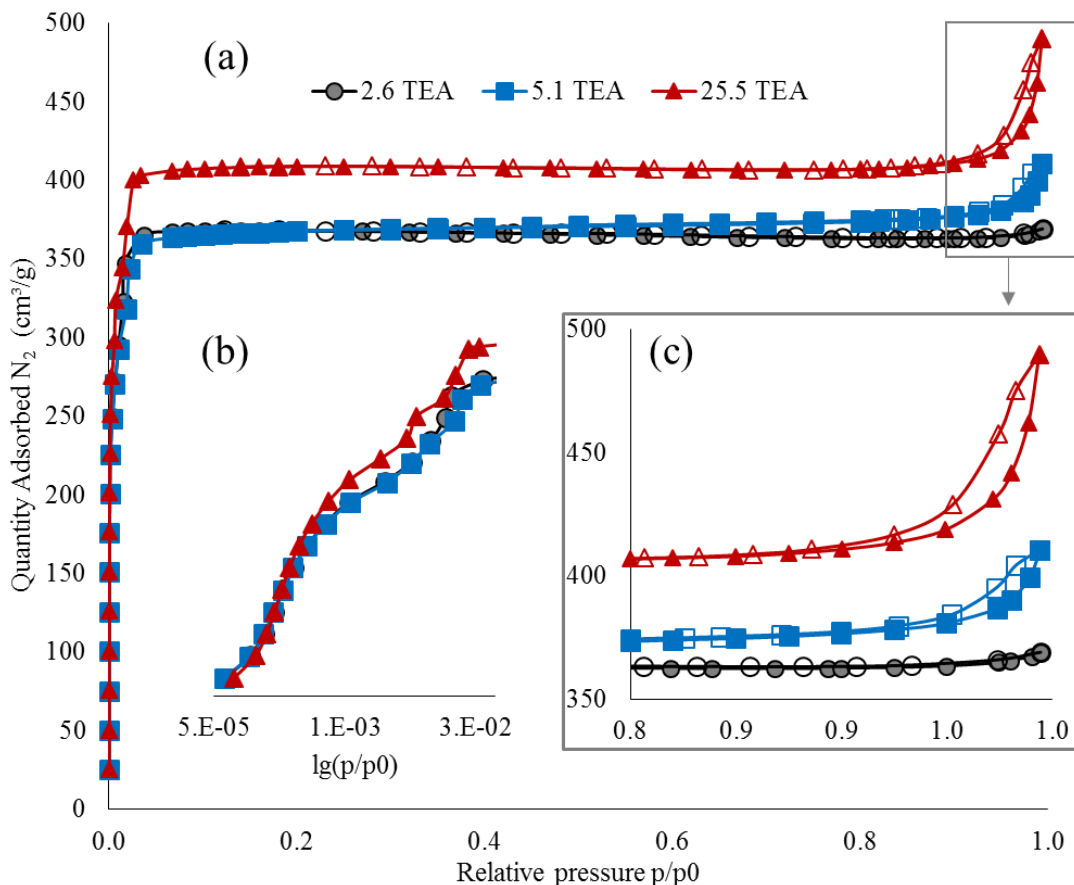 (a)
2.6 TEA 5.1 TEA 25.5 TEA
500
450
400
350
300
250
200
150
100
50
0
Quantity Adsorbed N₂ (cm³/g)
0.0 0.2 0.4 0.6 0.8 1.0
Relative pressure p/p0
(b)
5.E-05 1.E-03 3.E-02
lg(p/p0)
(c)
500
450
400
350
0.8 0.9 0.9 1.0 1.0